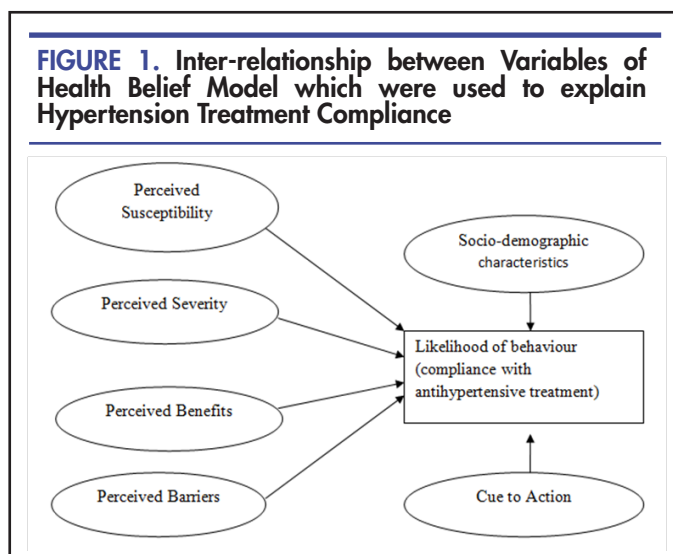 FIGURE 1. Inter-relationship between Variables of
Health Belief Model which were used to explain
Hypertension Treatment Compliance
Perceived
Susceptibility
Socio-demographic
characteristics
Perceived Severity
Likelihood of behaviour
(compliance with
antihypertensive treatment)
Perceived Benefits
Perceived Barriers
Cue to Action